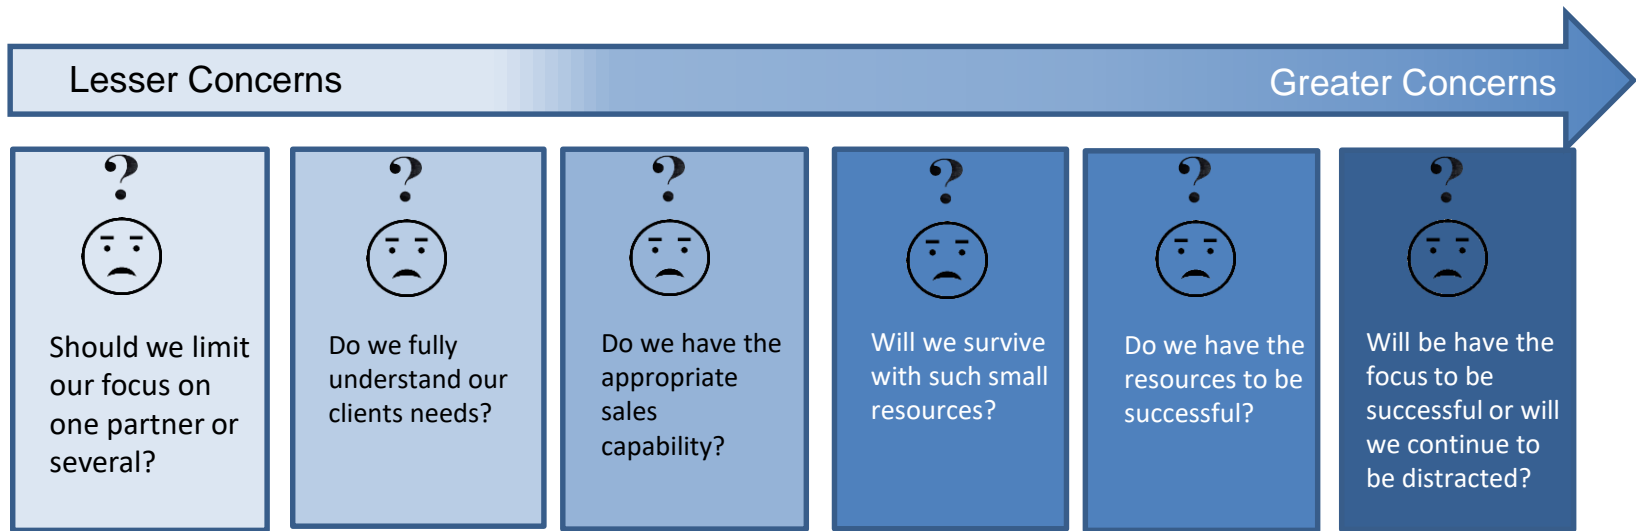 Lesser Concerns
Greater Concerns
?
Should we limit
our focus on
one partner or
several?
?
Do we fully
understand our
clients needs?
?
Do we have the
appropriate
sales
capability?
?
Will we survive
with such small
resources?
?
Do we have the
resources to be
successful?
?
Will be have the
focus to be
successful or will
we continue to
be distracted?